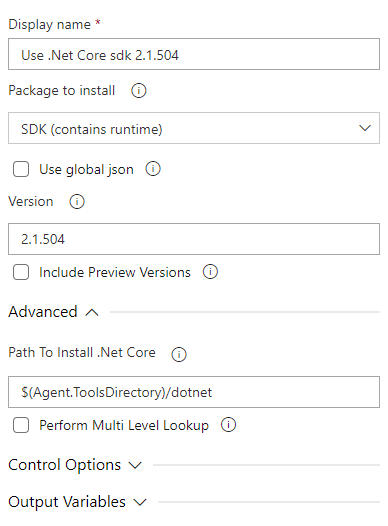 Display name *
Use .Net Core sdk 2.1.504
Package to install
SDK (contains runtime)
Use global json
Version
2.1.504
Include Preview Versions
Advanced
Path To Install .Net Core
$(Agent.ToolsDirectory)/dotnet
Perform Multi Level Lookup
Control Options
Output Variables